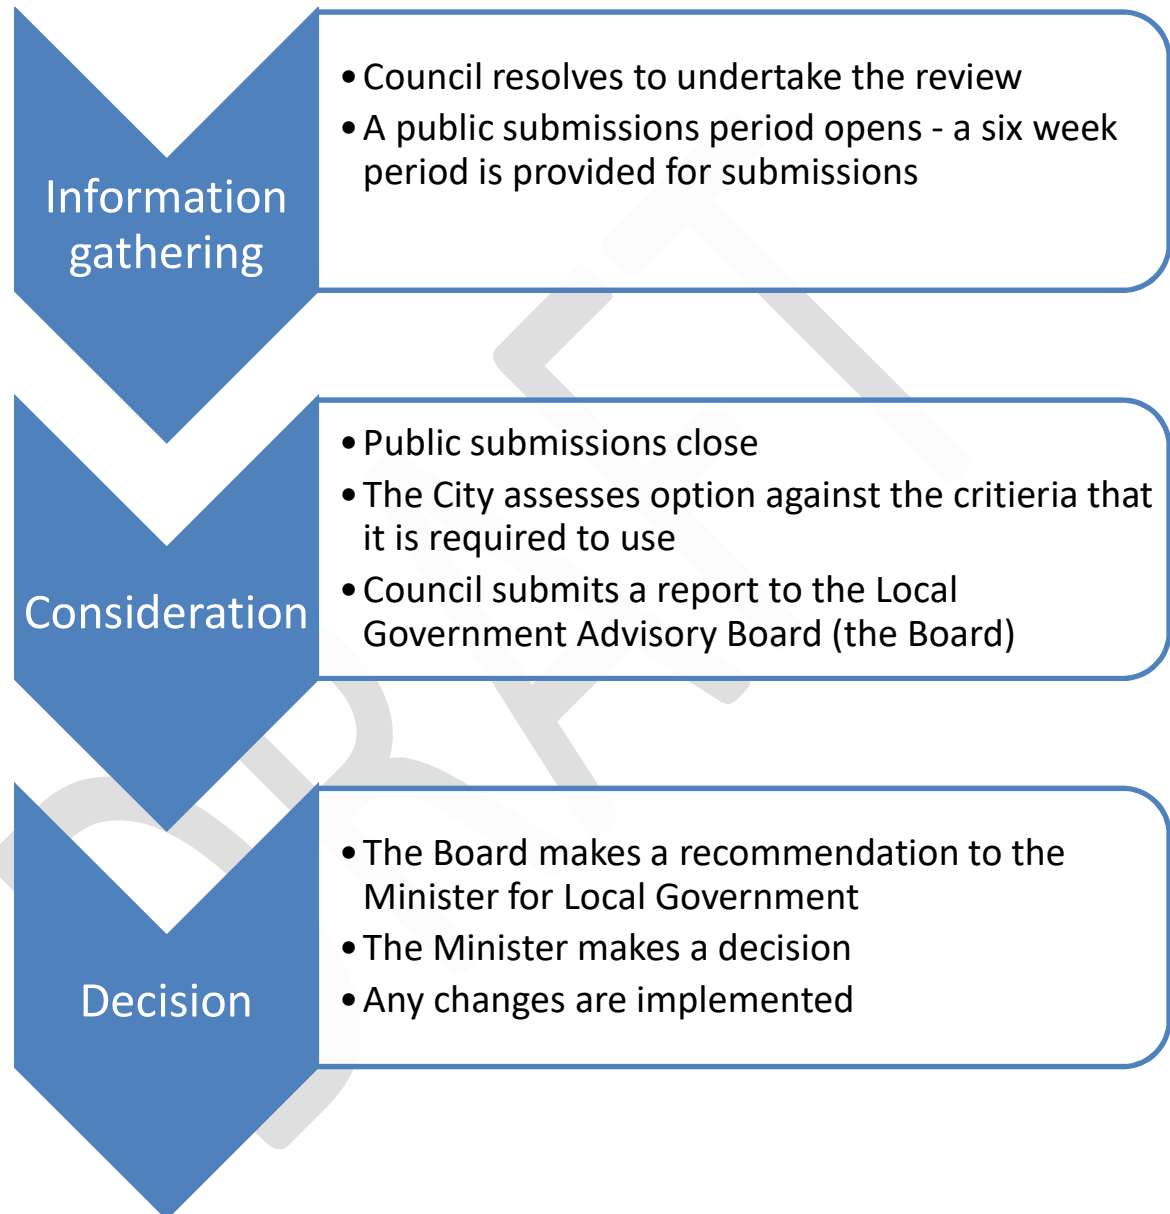 Information
gathering
• Council resolves to undertake the review
• A public submissions period opens - a six week
period is provided for submissions
Consideration
• Public submissions close
• The City assesses option against the critieria that
it is required to use
• Council submits a report to the Local
Government Advisory Board (the Board)
Decision
• The Board makes a recommendation to the
Minister for Local Government
• The Minister makes a decision
• Any changes are implemented
DRAFT